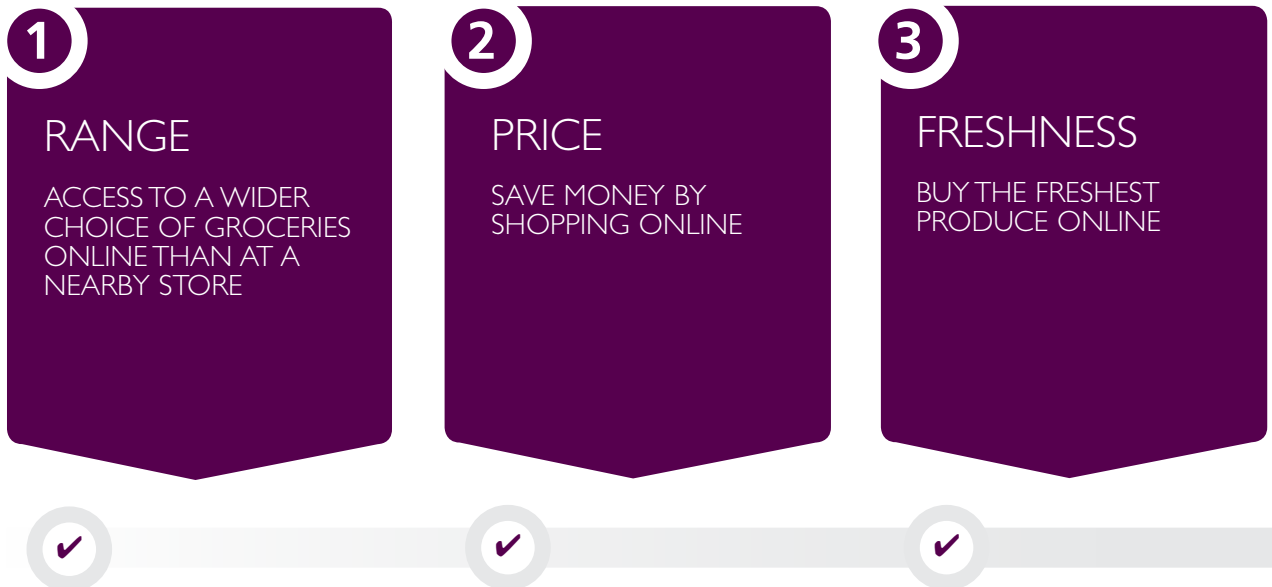 1
RANGE
ACCESS TO A WIDER
CHOICE OF GROCERIES
ONLINE THAN AT A
NEARBY STORE
2
PRICE
SAVE MONEY BY
SHOPPING ONLINE
3
FRESHNESS
BUY THE FRESHEST
PRODUCE ONLINE
✔
✔
✔